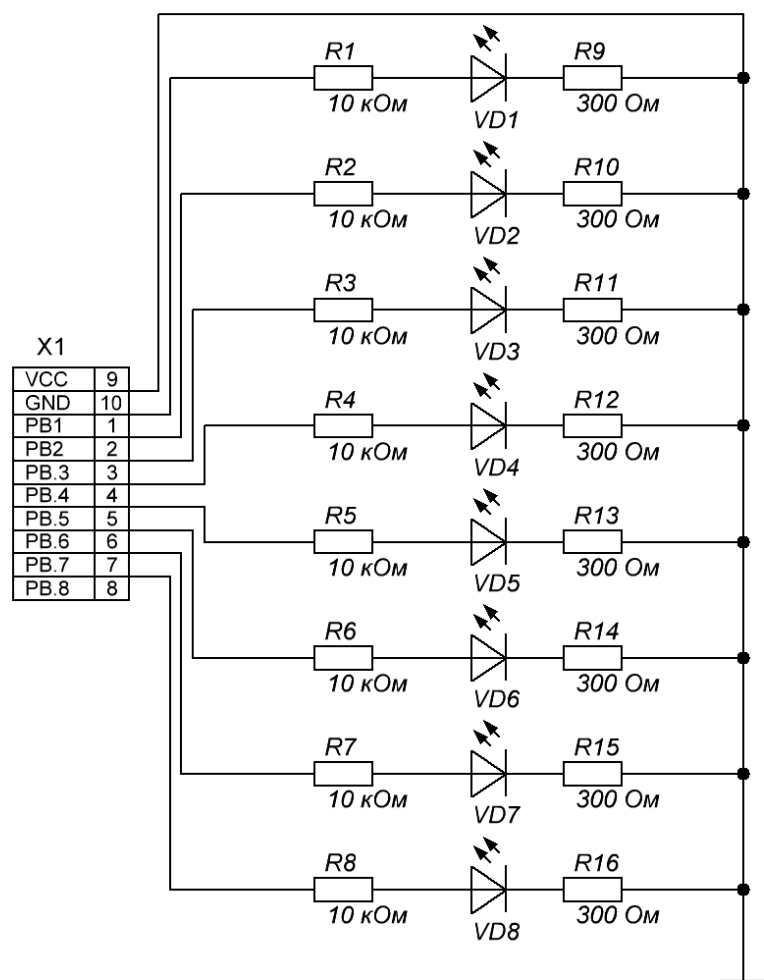 R1
R9
10 кОм
VD1
300 Ом
R2
R10
10 кОм
VD2
300 Ом
R3
R11
10 кОм
VD3
300 Ом
X1
VCC 9
GND 10
PB1 1
PB2 2
PB.3 3
PB.4 4
PB.5 5
PB.6 6
PB.7 7
PB.8 8
R4
R12
10 кОм
VD4
300 Ом
R5
R13
10 кОм
VD5
300 Ом
R6
R14
10 кОм
VD6
300 Ом
R7
R15
10 кОм
VD7
300 Ом
R8
R16
10 кОм
VD8
300 Ом